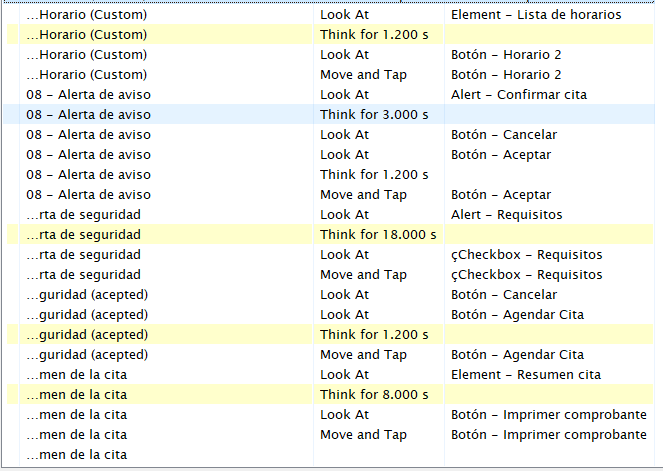 ...Horario (Custom) Look At Element - Lista de horarios
...Horario (Custom) Think for 1.200 s
...Horario (Custom) Look At Botón - Horario 2
...Horario (Custom) Move and Tap Botón - Horario 2
08 - Alerta de aviso Look At Alert - Confirmar cita
08 - Alerta de aviso Think for 3.000 s
08 - Alerta de aviso Look At Botón - Cancelar
08 - Alerta de aviso Look At Botón - Aceptar
08 - Alerta de aviso Think for 1.200 s
08 - Alerta de aviso Move and Tap Botón - Aceptar
...rta de seguridad Look At Alert - Requisitos
...rta de seguridad Think for 18.000 s
...rta de seguridad Look At çCheckbox - Requisitos
...rta de seguridad Move and Tap çCheckbox - Requisitos
...guridad (acepted) Look At Botón - Cancelar
...guridad (acepted) Look At Botón - Agendar Cita
...guridad (acepted) Think for 1.200 s
...guridad (acepted) Move and Tap Botón - Agendar Cita
...men de la cita Look At Element - Resumen cita
...men de la cita Think for 8.000 s
...men de la cita Look At Botón - Imprimer comprobante
...men de la cita Move and Tap Botón - Imprimer comprobante
...men de la cita